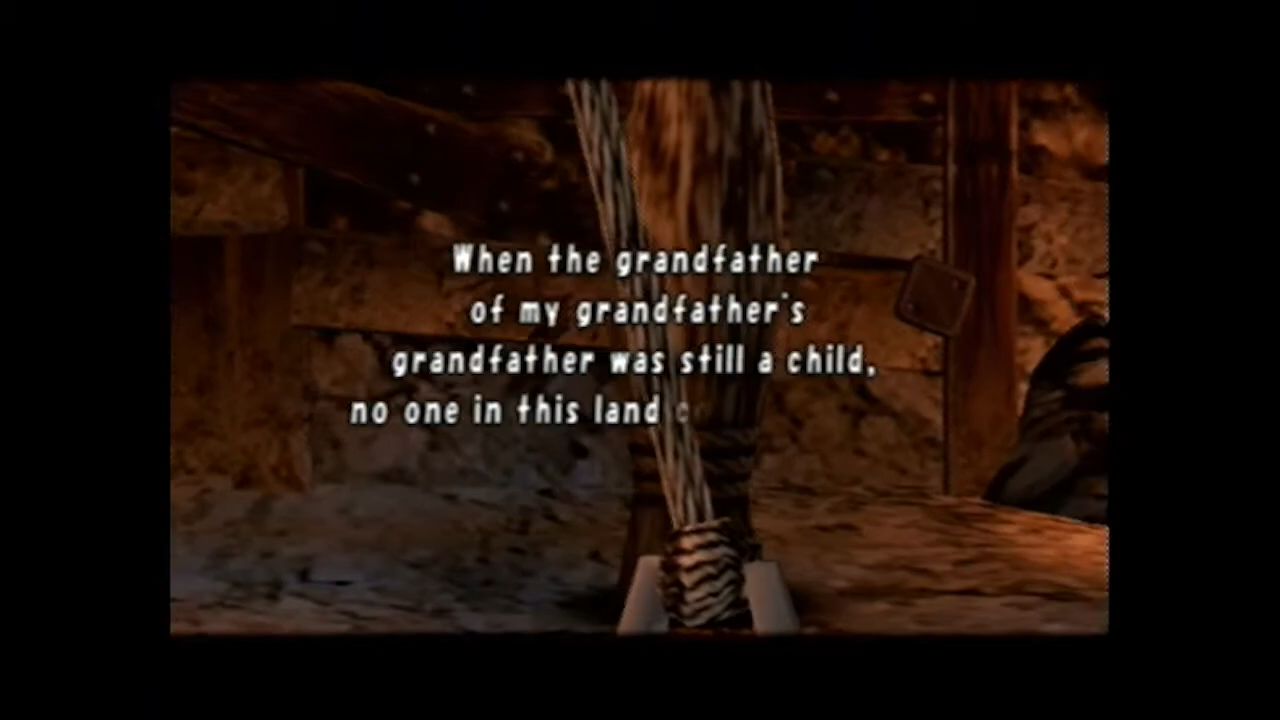 When the grandfather
of my grandfather's
grandfather was still a child,
no one in this land